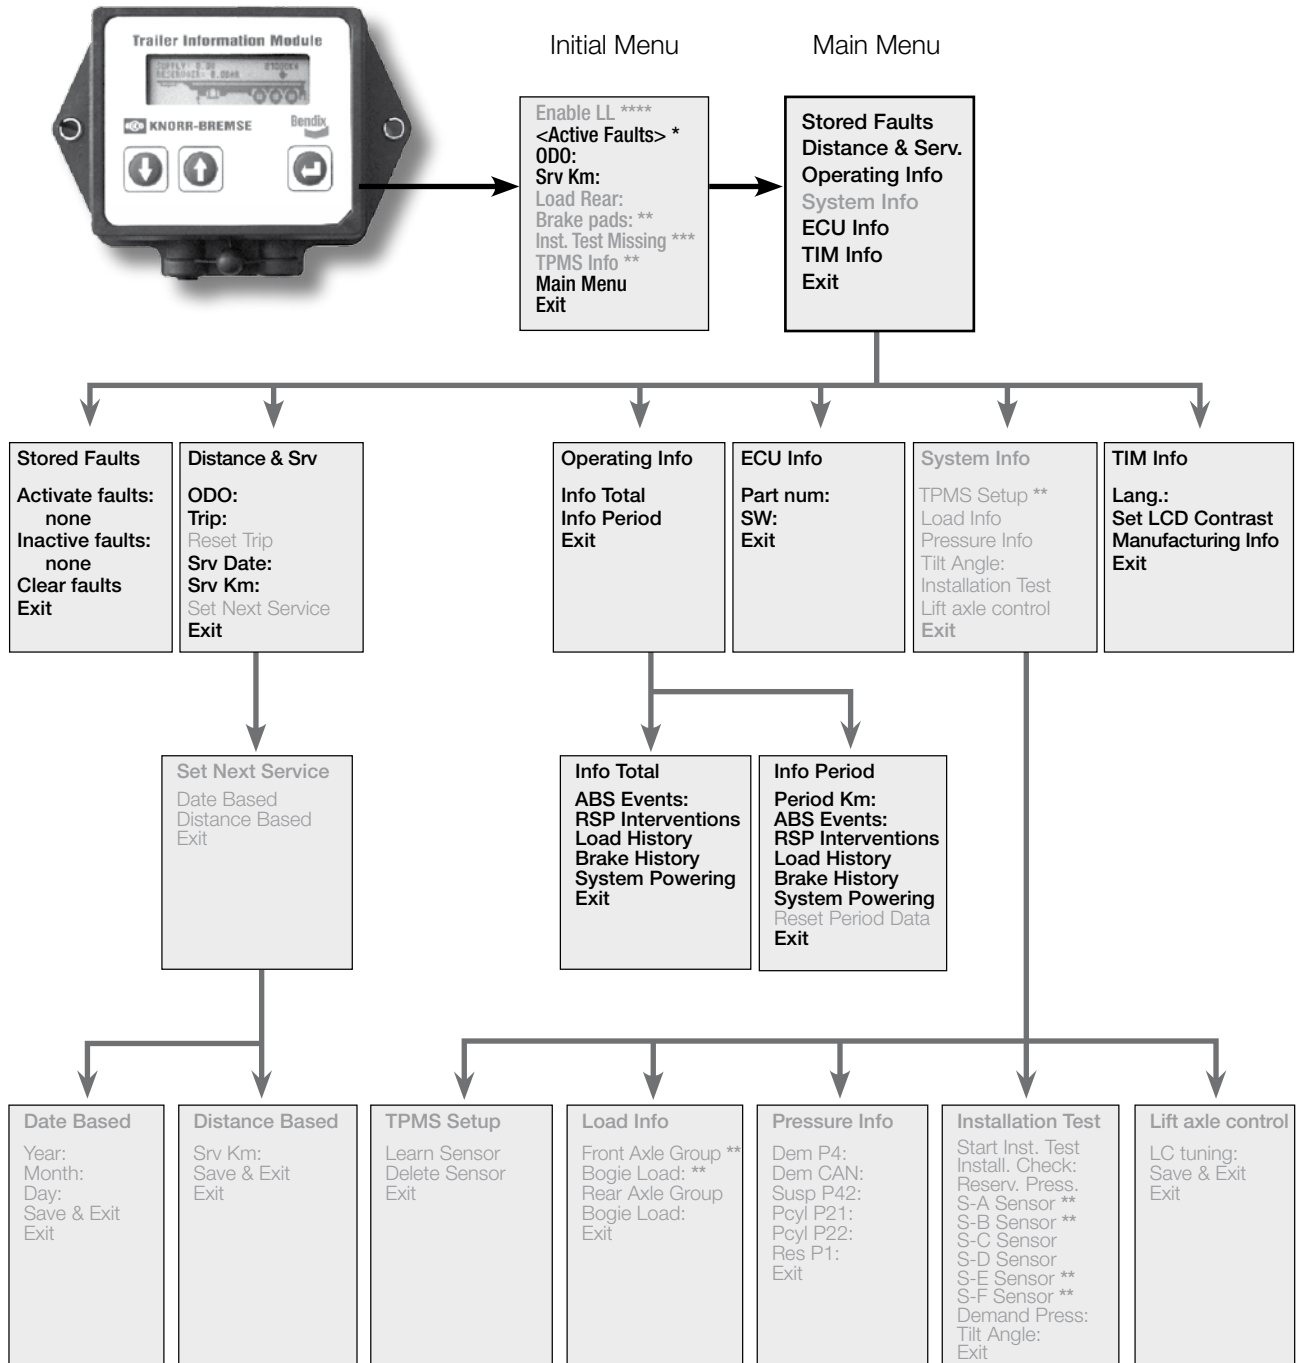 Trailer Information Module
SUPPLY: 0.0V 27000KG
RESERVOIR: 0.0BAR
KNORR-BREMSE
Bendix
Initial Menu
Enable LL ****
<Active Faults> *
ODO:
Srv Km:
Load Rear:
Brake pads: **
Inst. Test Missing ***
TPMS Info **
Main Menu
Exit
Main Menu
Stored Faults
Distance & Serv.
Operating Info
System Info
ECU Info
TIM Info
Exit
Stored Faults
Activate faults:
none
Inactive faults:
none
Clear faults
Exit
Distance & Srv
ODO:
Trip:
Reset Trip
Srv Date:
Srv Km:
Set Next Service
Exit
Operating Info
Info Total
Info Period
Exit
ECU Info
Part num:
SW:
Exit
System Info
TPMS Setup **
Load Info
Pressure Info
Tilt Angle:
Installation Test
Lift axle control
Exit
TIM Info
Lang.:
Set LCD Contrast
Manufacturing Info
Exit
Set Next Service
Date Based
Distance Based
Exit
Info Total
ABS Events:
RSP Interventions
Load History
Brake History
System Powering
Exit
Info Period
Period Km:
ABS Events:
RSP Interventions
Load History
Brake History
System Powering
Reset Period Data
Exit
Date Based
Year:
Month:
Day:
Save & Exit
Exit
Distance Based
Srv Km:
Save & Exit
Exit
TPMS Setup
Learn Sensor
Delete Sensor
Exit
Load Info
Front Axle Group **
Bogie Load: **
Rear Axle Group
Bogie Load:
Exit
Pressure Info
Dem P4:
Dem CAN:
Susp P42:
Pcyl P21:
Pcyl P22:
Res P1:
Exit
Installation Test
Start Inst. Test
Install. Check:
Reserv. Press.
S-A Sensor **
S-B Sensor **
S-C Sensor
S-D Sensor
S-E Sensor **
S-F Sensor **
Demand Press:
Tilt Angle:
Exit
Lift axle control
LC tuning:
Save & Exit
Exit